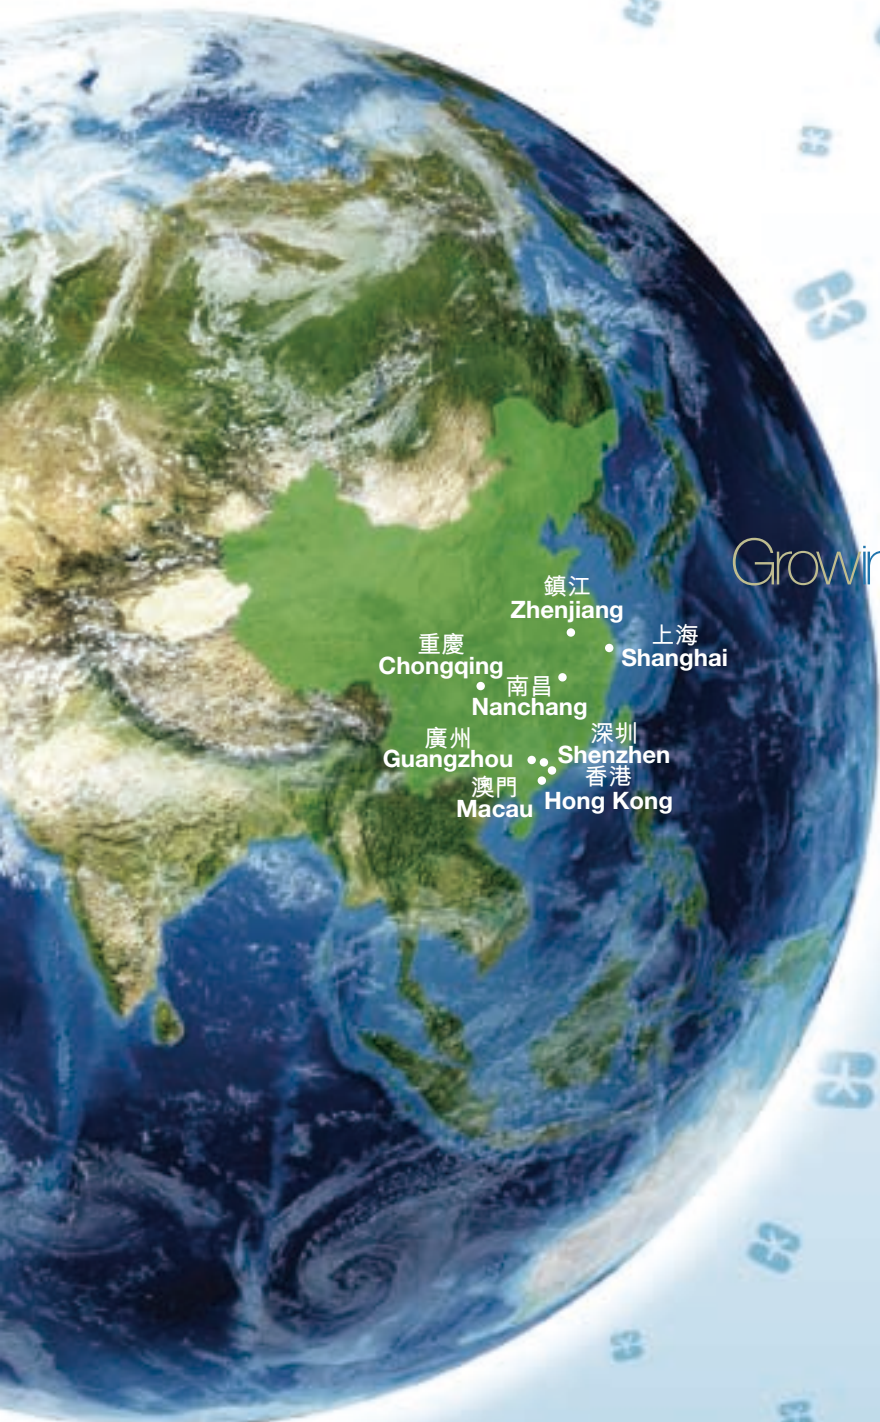 Growin
鎮江
Zhenjiang
上海
Shanghai
重慶
Chongqing
南昌
Nanchang
深圳
Shenzhen
廣州
Guangzhou
香港
Hong Kong
澳門
Macau